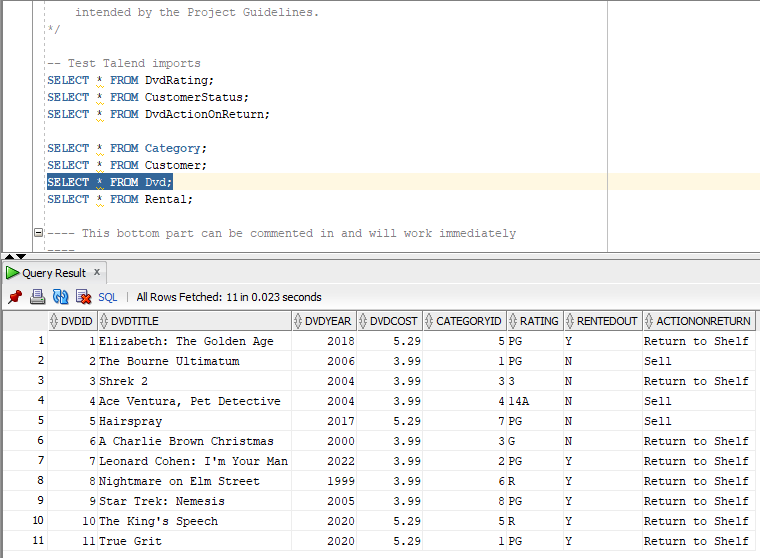 intended by the Project Guidelines.
*/
-- Test Talend imports
SELECT * FROM DvdRating;
SELECT * FROM CustomerStatus;
SELECT * FROM DvdActionOnReturn;
SELECT * FROM Category;
SELECT * FROM Customer;
SELECT * FROM Dvd;
SELECT * FROM Rental;
---- This bottom part can be commented in and will work immediately
----
Query Result x
SQL | All Rows Fetched: 11 in 0.023 seconds
DVDID DVDTITLE DVDYEAR DVDCOST CATEGORYID RATING RENTEDOUT ACTIONONRETURN
1 1 Elizabeth: The Golden Age 2018 5.29 5 PG Y Return to Shelf
2 2 The Bourne Ultimatum 2006 3.99 1 PG N Sell
3 3 Shrek 2 2004 3.99 3 3 N Return to Shelf
4 4 Ace Ventura, Pet Detective 2004 3.99 4 14A N Sell
5 5 Hairspray 2017 5.29 7 PG N Sell
6 6 A Charlie Brown Christmas 2000 3.99 3 G N Return to Shelf
7 7 Leonard Cohen: I'm Your Man 2022 3.99 2 PG Y Return to Shelf
8 8 Nightmare on Elm Street 1999 3.99 6 R Y Return to Shelf
9 9 Star Trek: Nemesis 2005 3.99 8 PG Y Return to Shelf
10 10 The King's Speech 2020 5.29 5 R Y Return to Shelf
11 11 True Grit 2020 5.29 1 PG Y Return to Shelf